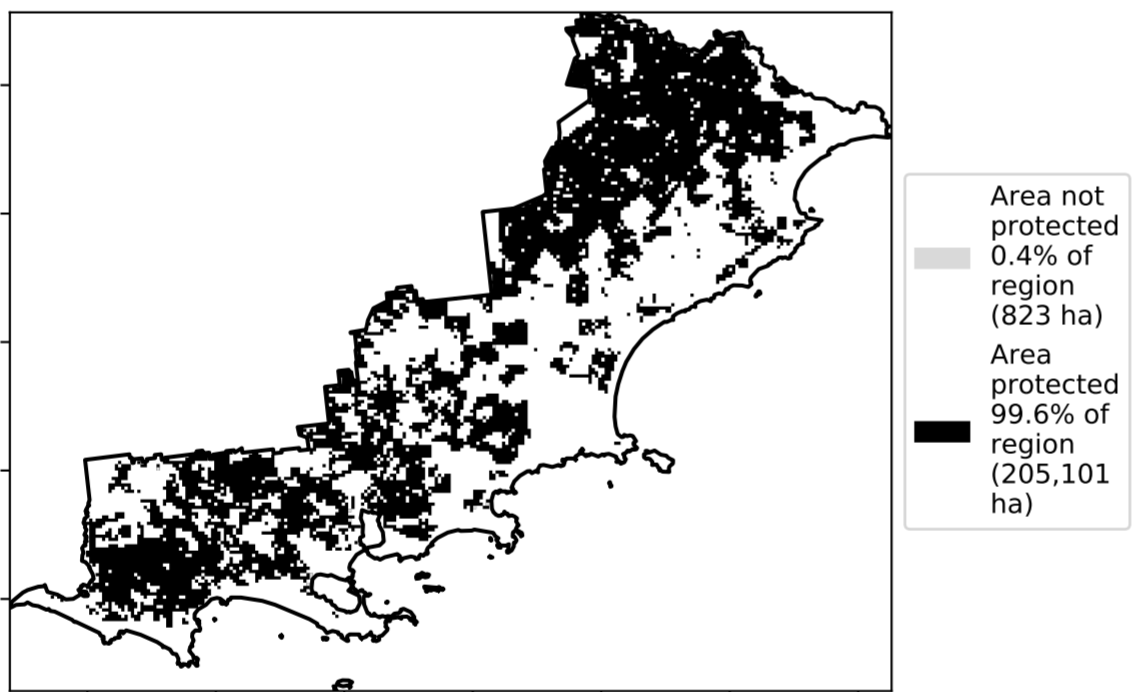 Area not
protected
0.4% of
region
(823 ha)
Area
protected
99.6% of
region
(205,101
ha)